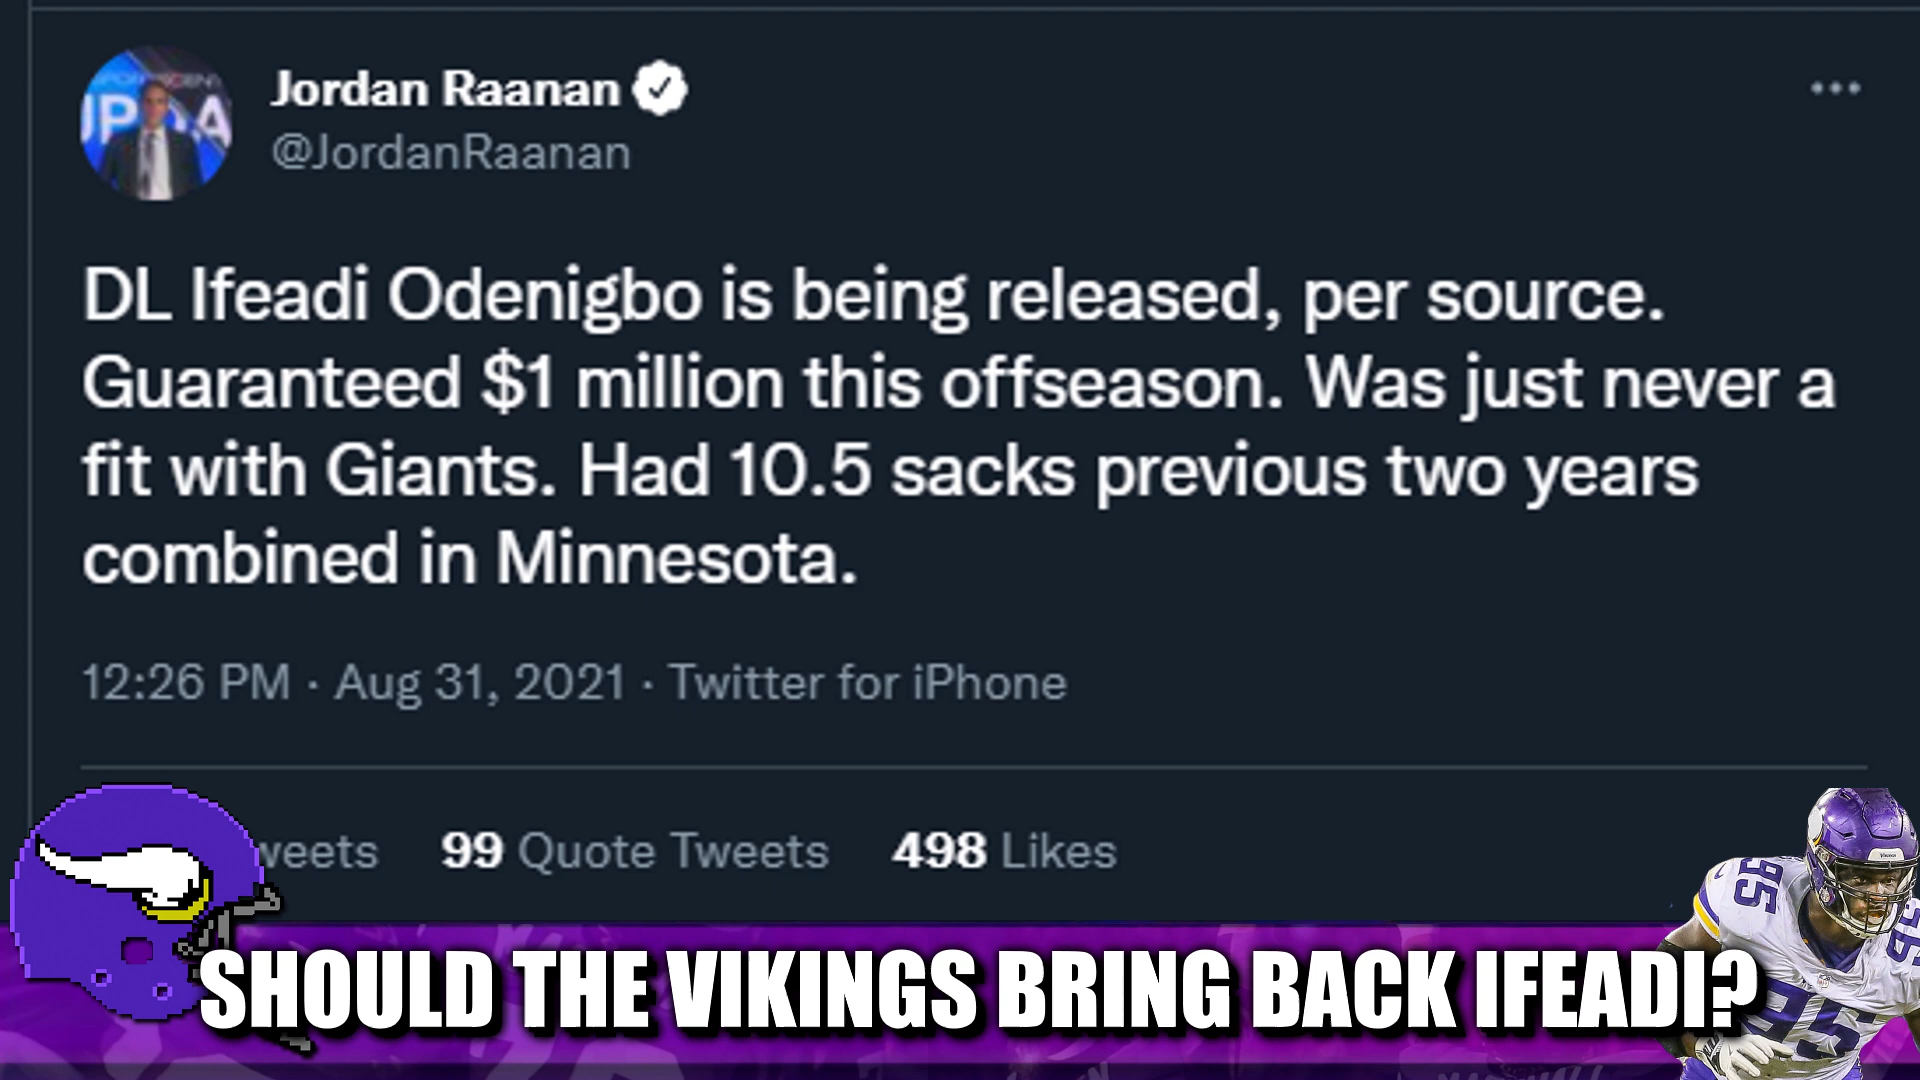 Jordan Raanan
@JordanRaanan
DL Ifeadi Odenigbo is being released, per source.
Guaranteed $1 million this offseason. Was just never a
fit with Giants. Had 10.5 sacks previous two years
combined in Minnesota.
12:26 PM · Aug 31, 2021 · Twitter for iPhone
99 Quote Tweets 498 Likes
SHOULD THE VIKINGS BRING BACK IFEADI?
95
95